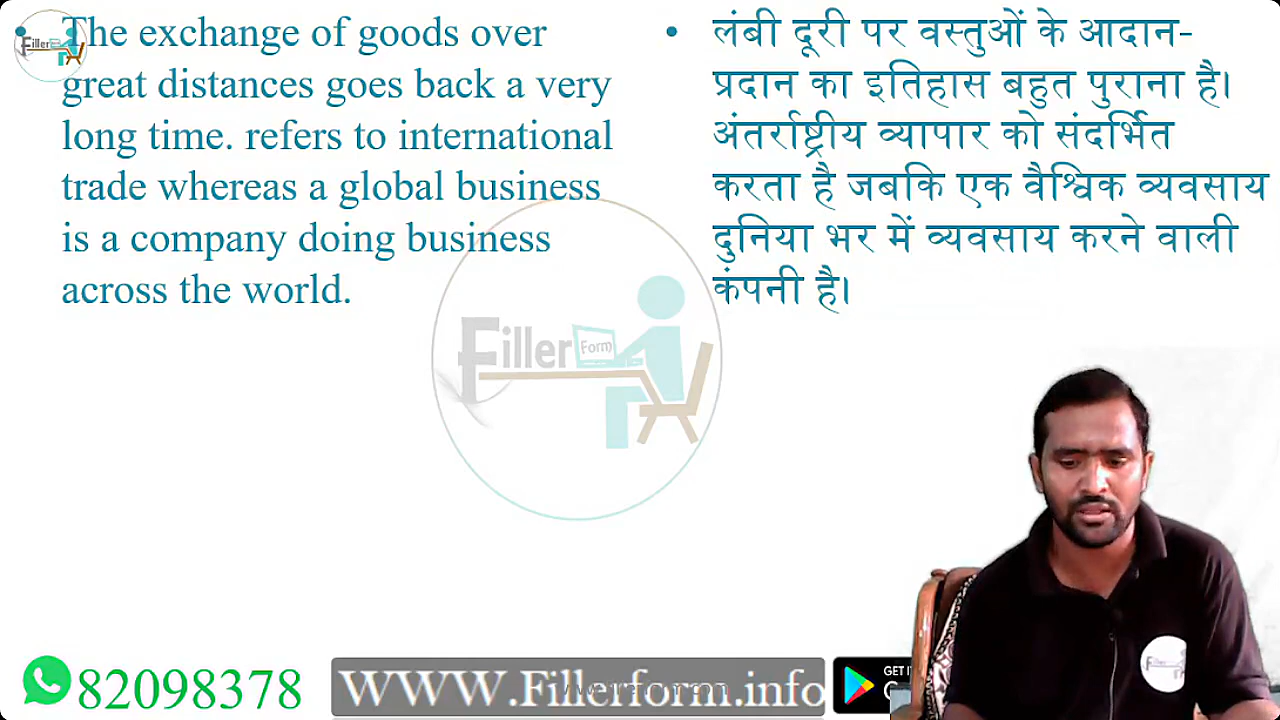 The exchange of goods over
great distances goes back a very
long time. refers to international
trade whereas a global business
is a company doing business
across the world.
लंबी दूरी पर वस्तुओं के आदान-
प्रदान का इतिहास बहुत पुराना है।
अंतर्राष्ट्रीय व्यापार को संदर्भित
करता है जबकि एक वैश्विक व्यवसाय
दुनिया भर में व्यवसाय करने वाली
कंपनी है।
Filler Form
82098378
WWW.Fillerform.info
GET I